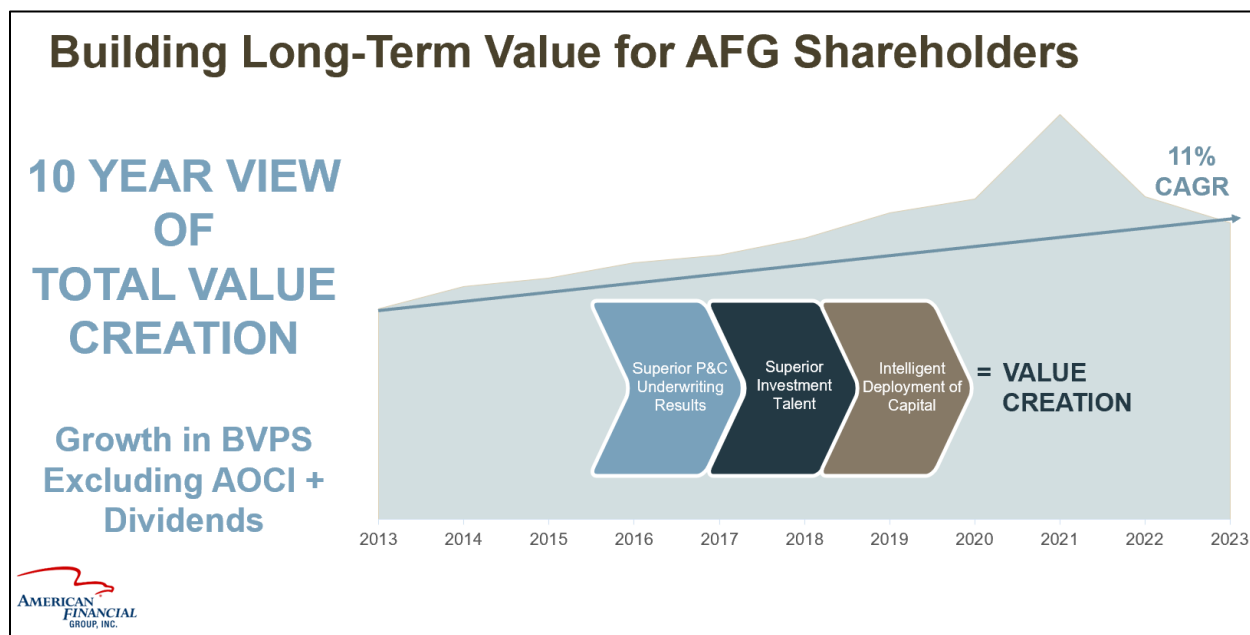 Building Long-Term Value for AFG Shareholders
10 YEAR VIEW
OF
TOTAL VALUE
CREATION
Growth in BVPS
Excluding AOCI +
Dividends
11%
CAGR
Superior P&C
Underwriting
Results
Superior
Investment
Talent
Intelligent
Deployment of
Capital
= VALUE
CREATION
2013 2014 2015 2016 2017 2018 2019 2020 2021 2022 2023
AMERICAN
FINANCIAL
GROUP, INC.